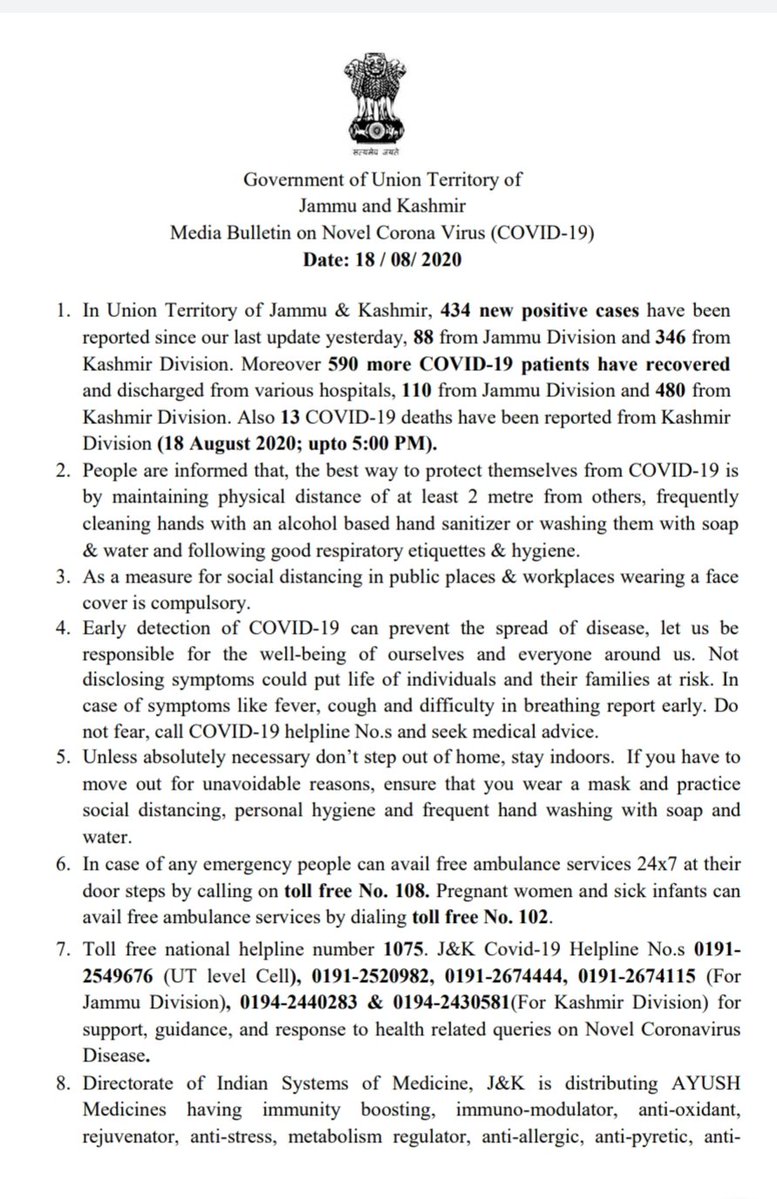 सत्यमेव जयते
Government of Union Territory of
Jammu and Kashmir
Media Bulletin on Novel Corona Virus (COVID-19)
Date: 18 / 08/ 2020
1. In Union Territory of Jammu & Kashmir, 434 new positive cases have been
reported since our last update yesterday, 88 from Jammu Division and 346 from
Kashmir Division. Moreover 590 more COVID-19 patients have recovered
and discharged from various hospitals, 110 from Jammu Division and 480 from
Kashmir Division. Also 13 COVID-19 deaths have been reported from Kashmir
Division (18 August 2020; upto 5:00 PM).
2. People are informed that, the best way to protect themselves from COVID-19 is
by maintaining physical distance of at least 2 metre from others, frequently
cleaning hands with an alcohol based hand sanitizer or washing them with soap
& water and following good respiratory etiquettes & hygiene.
3. As a measure for social distancing in public places & workplaces wearing a face
cover is compulsory.
4. Early detection of COVID-19 can prevent the spread of disease, let us be
responsible for the well-being of ourselves and everyone around us. Not
disclosing symptoms could put life of individuals and their families at risk. In
case of symptoms like fever, cough and difficulty in breathing report early. Do
not fear, call COVID-19 helpline No.s and seek medical advice.
5. Unless absolutely necessary don’t step out of home, stay indoors. If you have to
move out for unavoidable reasons, ensure that you wear a mask and practice
social distancing, personal hygiene and frequent hand washing with soap and
water.
6. In case of any emergency people can avail free ambulance services 24x7 at their
door steps by calling on toll free No. 108. Pregnant women and sick infants can
avail free ambulance services by dialing toll free No. 102.
7. Toll free national helpline number 1075. J&K Covid-19 Helpline No.s 0191-
2549676 (UT level Cell), 0191-2520982, 0191-2674444, 0191-2674115 (For
Jammu Division), 0194-2440283 & 0194-2430581(For Kashmir Division) for
support, guidance, and response to health related queries on Novel Coronavirus
Disease.
8. Directorate of Indian Systems of Medicine, J&K is distributing AYUSH
Medicines having immunity boosting, immuno-modulator, anti-oxidant,
rejuvenator, anti-stress, metabolism regulator, anti-allergic, anti-pyretic, anti-